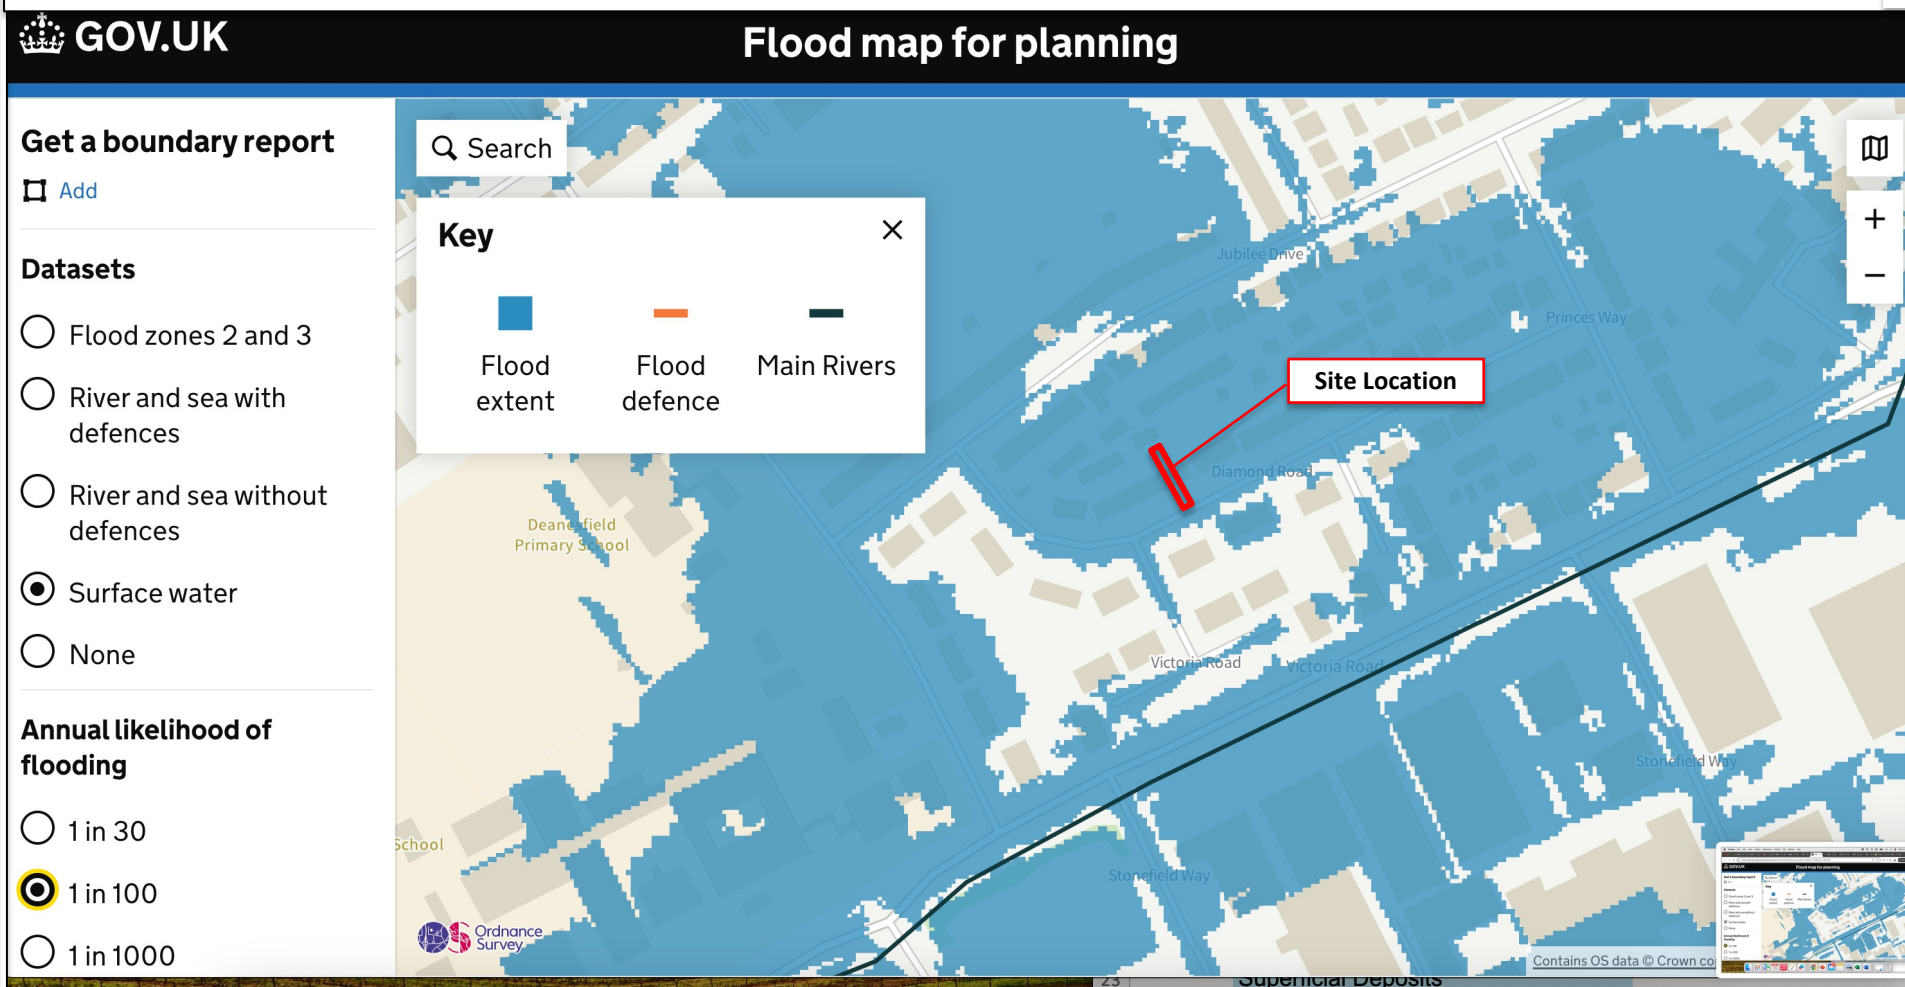 GOV.UK
Flood map for planning
Get a boundary report
Add
Datasets
Flood zones 2 and 3
River and sea with
defences
River and sea without
defences
Surface water
None
Annual likelihood of
flooding
1 in 30
1 in 100
1 in 1000
Search
Key
Flood
extent
Flood
defence
Main Rivers
Jubilee Drive
Princes Way
Site Location
Diamond Road
Deanesfield
Primary School
Victoria Road
Victoria Road
Stonefield Way
School
Stonefield Way
Ordnance
Survey
Contains OS data © Crown co
23
Superficial Deposits